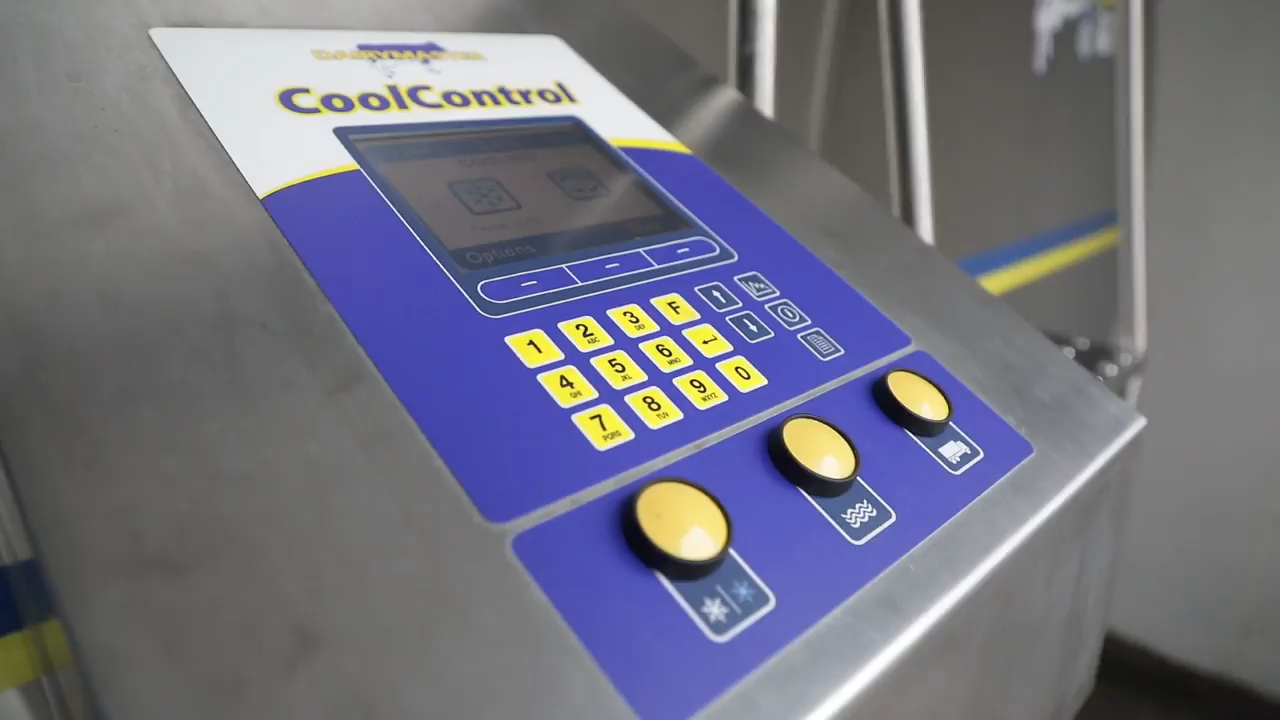 DAIRYMASTER
CoolControl
Options
1 2 ABC 3 DEF F
4 GHI 5 JKL 6 MNO
7 PQRS 8 TUV 9 WXYZ 0